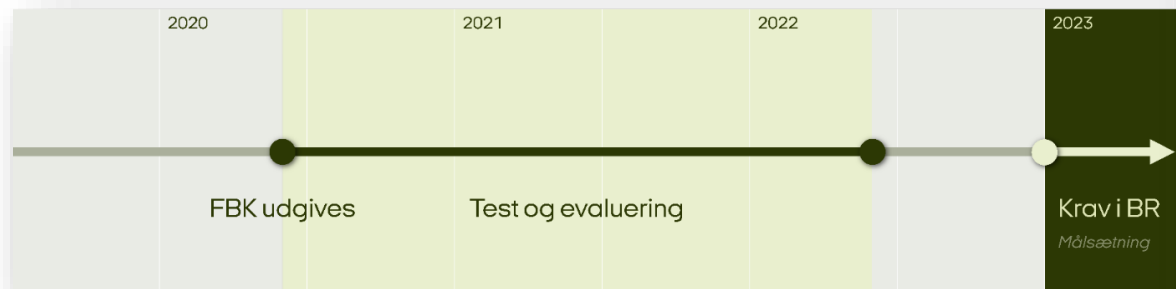 2020
2021
2022
2023
FBK udgives
Test og evaluering
Krav i BR
Målsætning